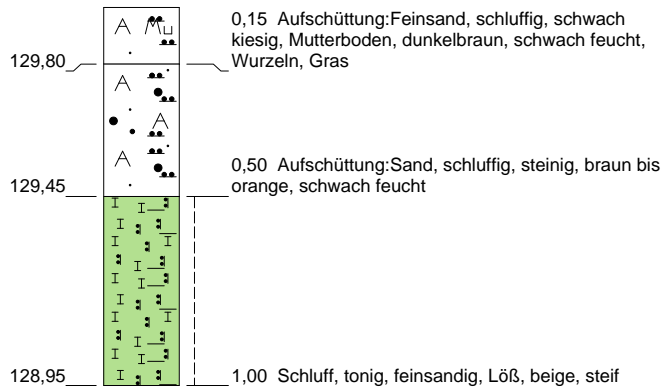 0,15 Aufschüttung:Feinsand, schluffig, schwach
kiesig, Mutterboden, dunkelbraun, schwach feucht,
Wurzeln, Gras
A Mu
129,80
A
A
A
0,50 Aufschüttung:Sand, schluffig, steinig, braun bis
orange, schwach feucht
129,45
128,95
1,00 Schluff, tonig, feinsandig, Löß, beige, steif